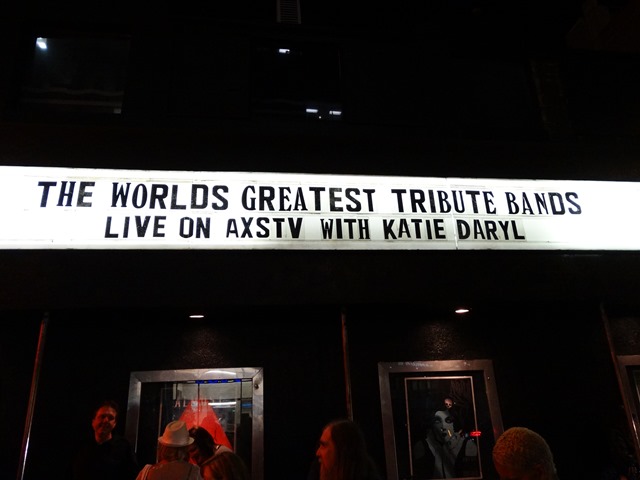 THE WORLDS GREATEST TRIBUTE BANDS
LIVE ON AXSTV WITH KATIE DARYL